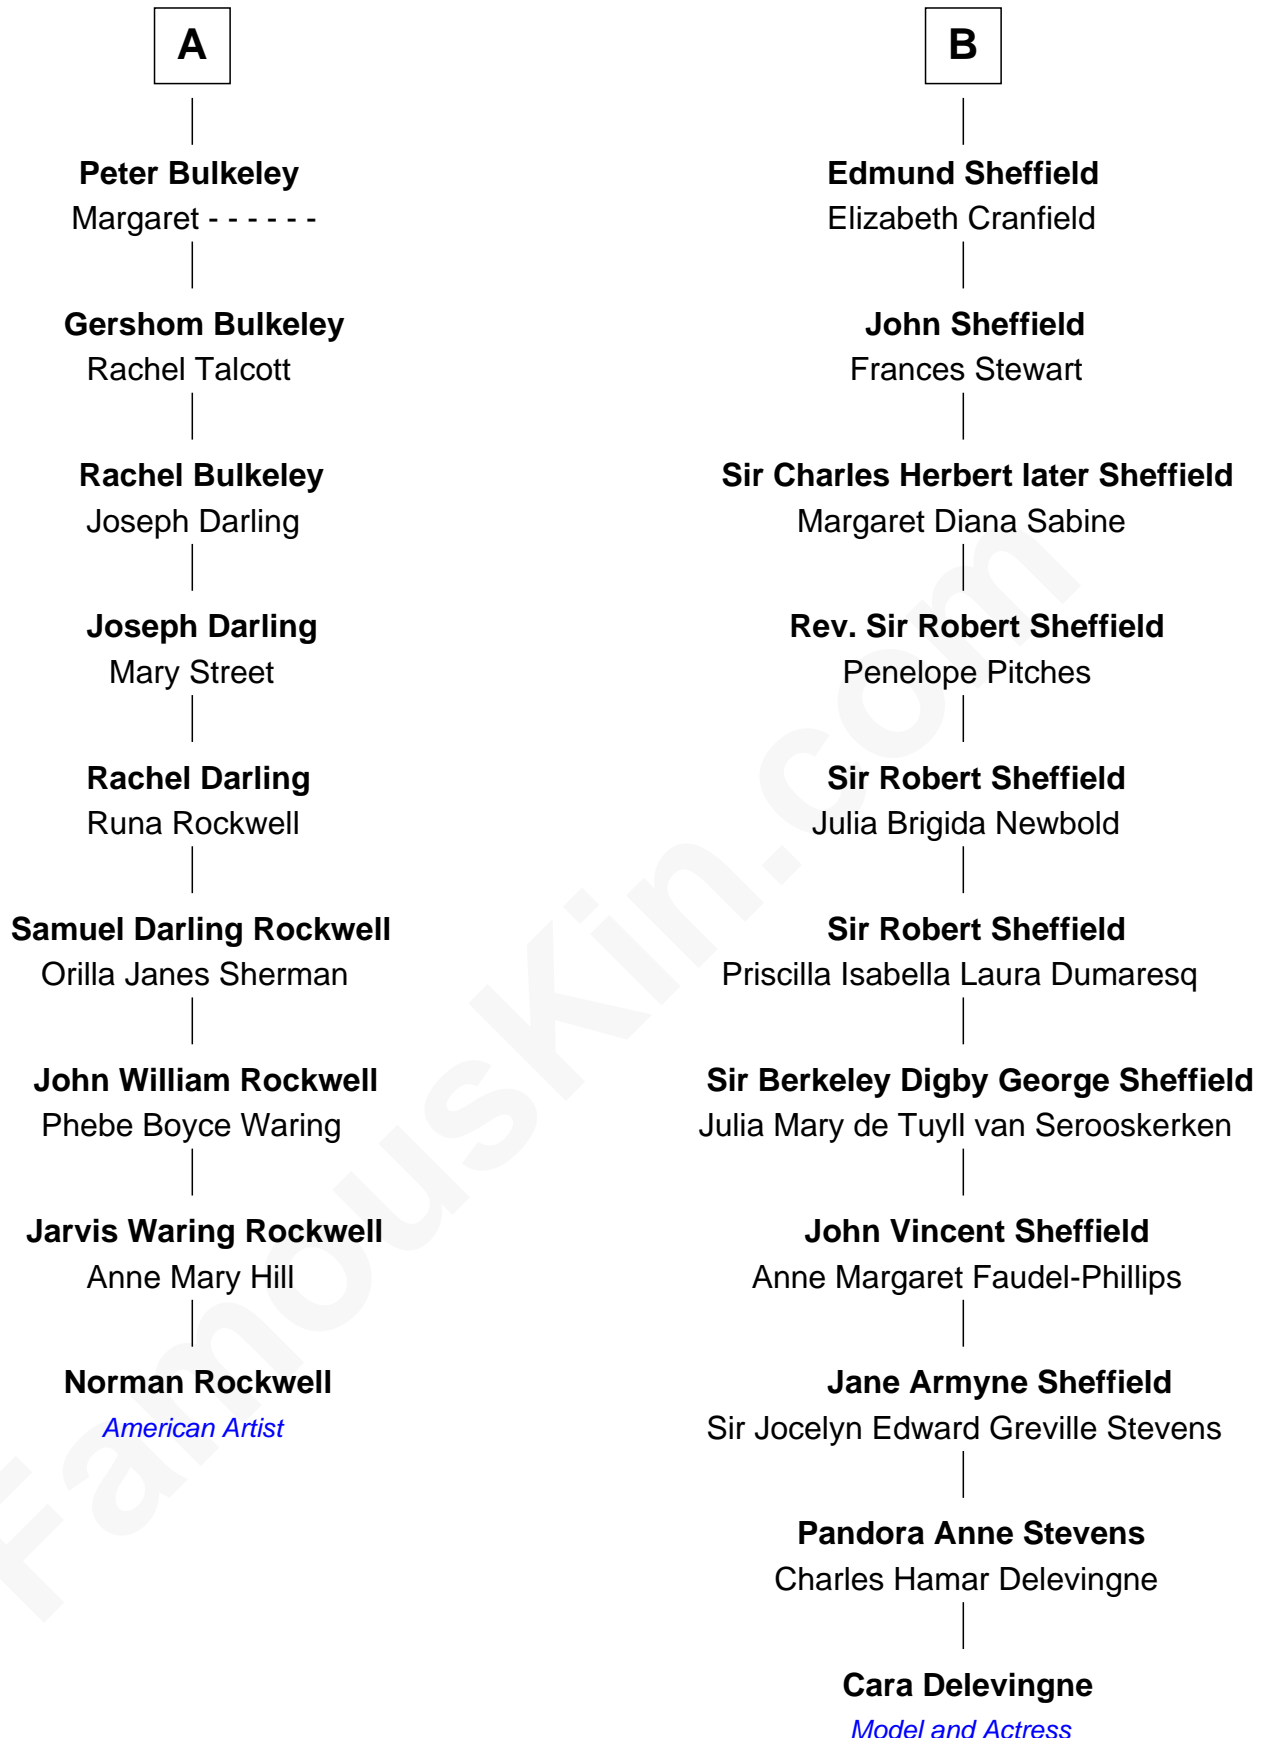 A
Peter Bulkeley
Margaret - - - - - -
Gershom Bulkeley
Rachel Talcott
Rachel Bulkeley
Joseph Darling
Joseph Darling
Mary Street
Rachel Darling
Runa Rockwell
Samuel Darling Rockwell
Orilla Janes Sherman
John William Rockwell
Phebe Boyce Waring
Jarvis Waring Rockwell
Anne Mary Hill
Norman Rockwell
American Artist
B
Edmund Sheffield
Elizabeth Cranfield
John Sheffield
Frances Stewart
Sir Charles Herbert later Sheffield
Margaret Diana Sabine
Rev. Sir Robert Sheffield
Penelope Pitches
Sir Robert Sheffield
Julia Brigida Newbold
Sir Robert Sheffield
Priscilla Isabella Laura Dumaresq
Sir Berkeley Digby George Sheffield
Julia Mary de Tuyll van Serooskerken
John Vincent Sheffield
Anne Margaret Faudel-Phillips
Jane Armyne Sheffield
Sir Jocelyn Edward Greville Stevens
Pandora Anne Stevens
Charles Hamar Delevingne
Cara Delevingne
Model and Actress
FamousKin.com